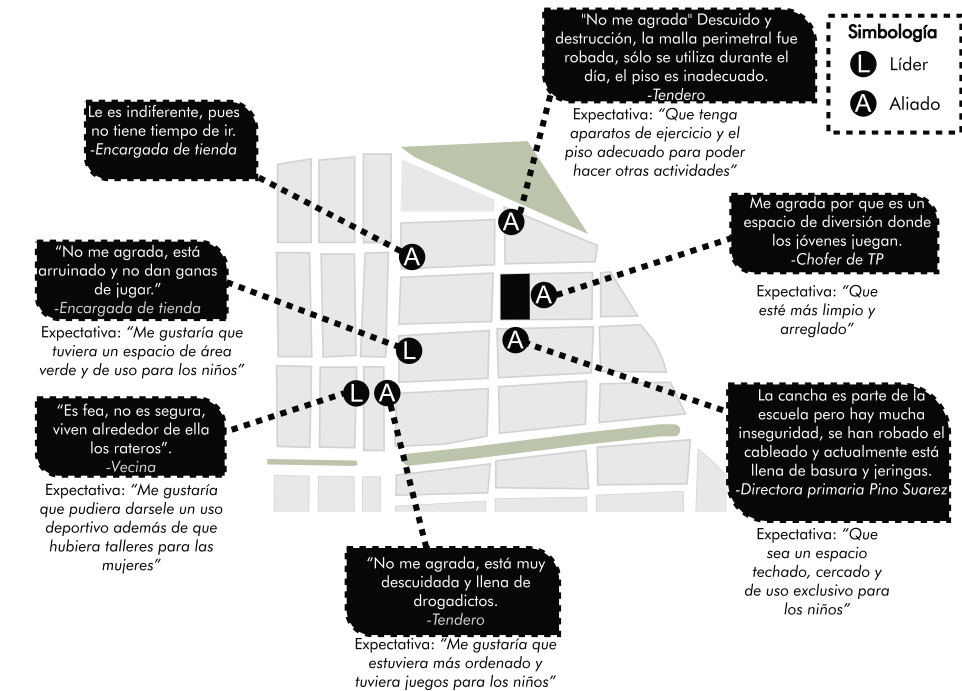 "No me agrada" Descuido y
destrucción, la malla perimetral fue
robada, sólo se utiliza durante el
día, el piso es inadecuado.
-Tendero
Expectativa: “Que tenga
aparatos de ejercicio y el
piso adecuado para poder
hacer otras actividades”
Simbología
L Líder
A Aliado
Le es indiferente, pues
no tiene tiempo de ir.
-Encargada de tienda
A
A
Me agrada por que es un
espacio de diversión donde
los jóvenes juegan.
-Chofer de TP
Expectativa: “Que
esté más limpio y
arreglado”
“No me agrada, está
arruinado y no dan ganas
de jugar.”
-Encargada de tienda
Expectativa: “Me gustaría que
tuviera un espacio de área
verde y de uso para los niños”
A
A
L
L
A
“Es fea, no es segura,
viven alrededor de ella
los rateros”.
-Vecina
Expectativa: “Me gustaría
que pudiera darsele un uso
deportivo además de que
hubiera talleres para las
mujeres”
La cancha es parte de la
escuela pero hay mucha
inseguridad, se han robado el
cableado y actualmente está
llena de basura y jeringas.
-Directora primaria Pino Suarez
Expectativa: “Que
sea un espacio
techado, cercado y
de uso exclusivo para
los niños”
“No me agrada, está muy
descuidada y llena de
drogadictos.
-Tendero
Expectativa: “Me gustaría que
estuviera más ordenado y
tuviera juegos para los niños”